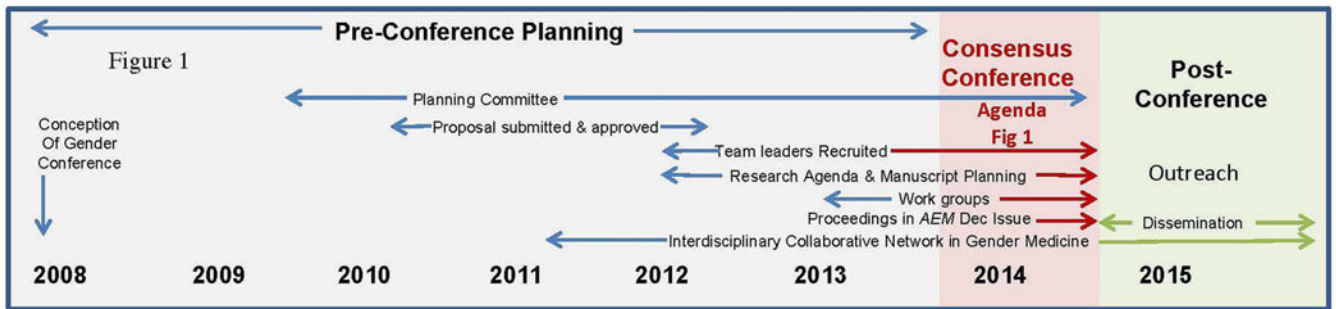 Pre-Conference Planning
Figure 1
Consensus
Conference
Agenda
Fig 1
Post-
Conference
Planning Committee
Conception
Of Gender
Conference
Proposal submitted & approved
Team leaders Recruited
Research Agenda & Manuscript Planning
Outreach
Work groups
Proceedings in AEM Dec Issue
Dissemination
Interdisciplinary Collaborative Network in Gender Medicine
2008 2009 2010 2011 2012 2013 2014 2015